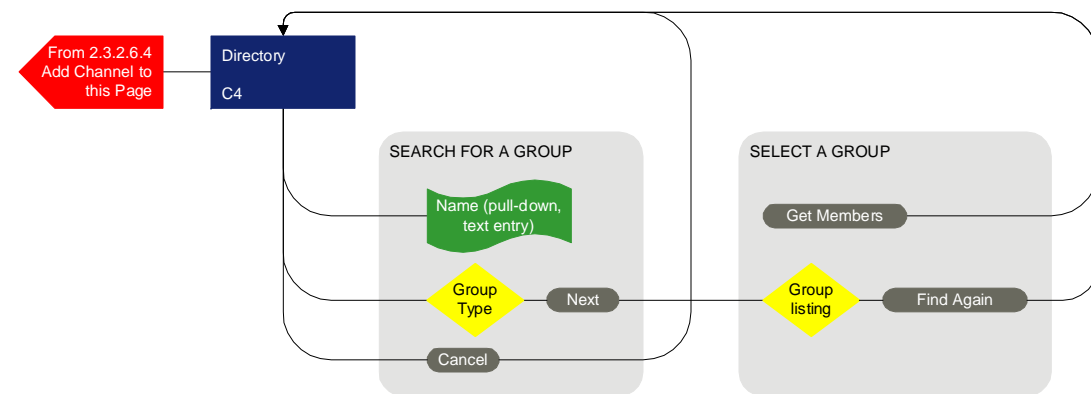 From 2.3.2.6.4
Add Channel to
this Page
Directory
C4
SEARCH FOR A GROUP
Name (pull-down,
text entry)
Group
Type
Next
Cancel
SELECT A GROUP
Get Members
Group
listing
Find Again